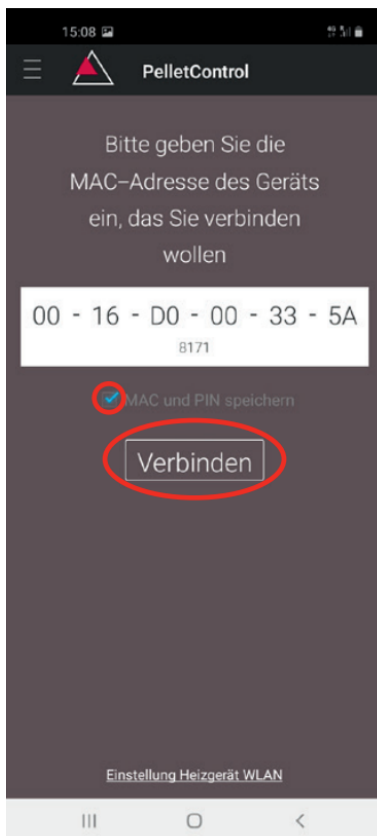 15:08
PelletControl
Bitte geben Sie die
MAC-Adresse des Geräts
ein, das Sie verbinden
wollen
00 - 16 - D0 - 00 - 33 - 5A
8171
MAC und PIN speichern
Verbinden
Einstellung Heizgerät WLAN